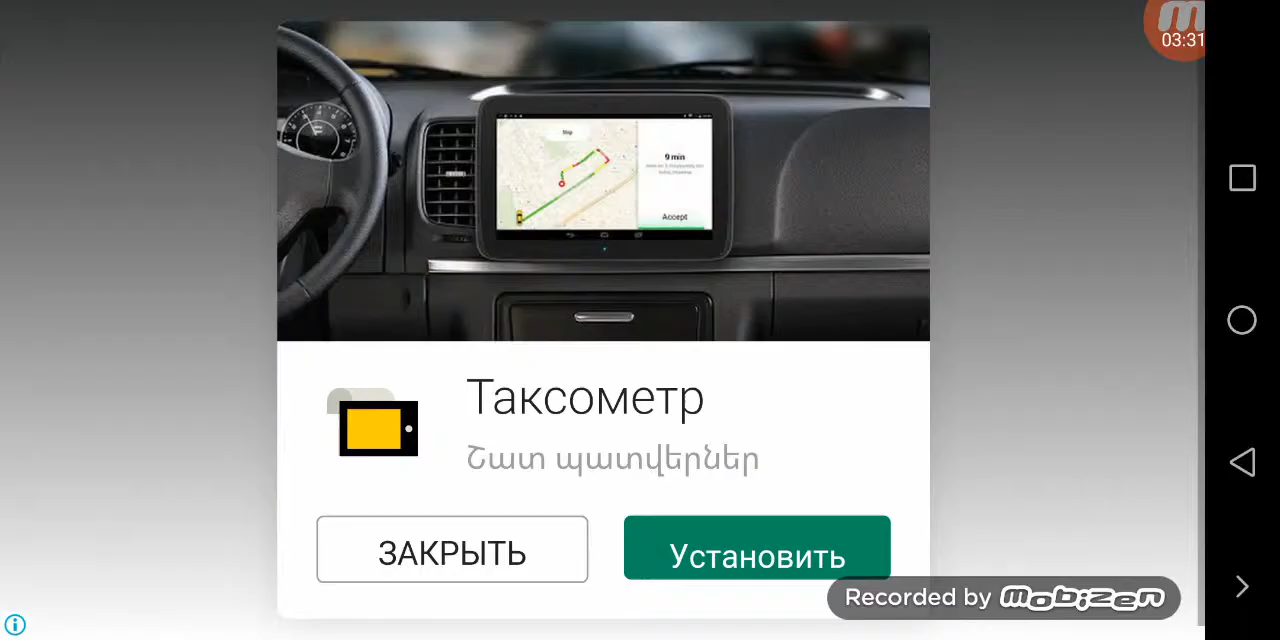 03:31
9 min
Accept
Таксометр
Շատ պատվերներ
ЗАКРЫТЬ
Установить
Recorded by mobizen